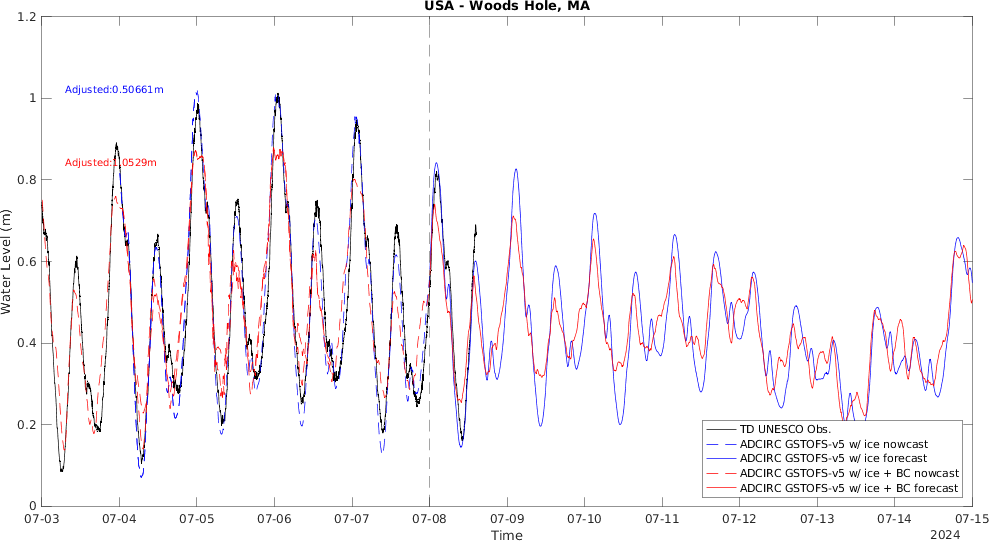 USA - Woods Hole, MA
1.2
1
0.8
0.6
0.4
0.2
0
Water Level (m)
Adjusted:0.50661m
Adjusted:1.0529m
TD UNESCO Obs.
ADCIRC GSTOFS-v5 w/ ice nowcast
ADCIRC GSTOFS-v5 w/ ice forecast
ADCIRC GSTOFS-v5 w/ ice + BC nowcast
ADCIRC GSTOFS-v5 w/ ice + BC forecast
07-03 07-04 07-05 07-06 07-07 07-08 07-09 07-10 07-11 07-12 07-13 07-14 07-15
Time
2024